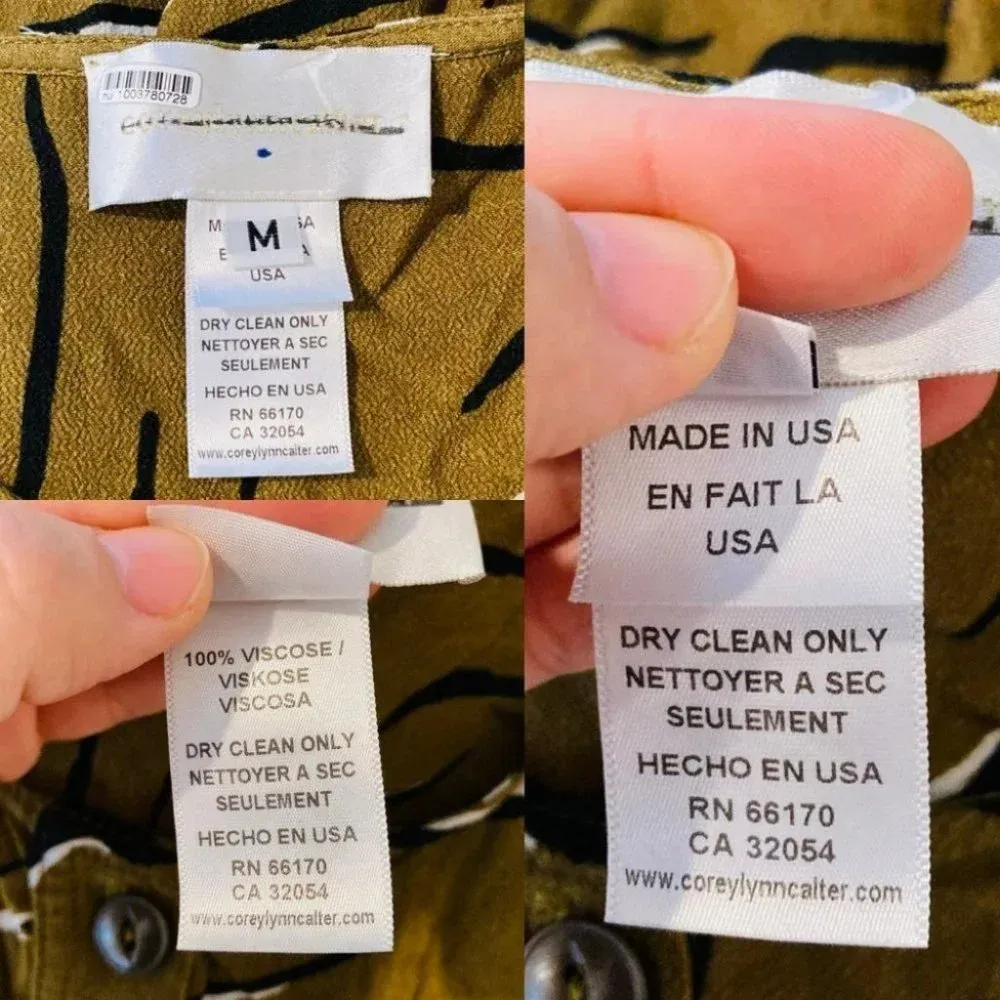 1003780728
M
USA
DRY CLEAN ONLY
NETTOYER A SEC
SEULEMENT
HECHO EN USA
RN 66170
CA 32054
www.coreylynncalter.com
MADE IN USA
EN FAIT LA
USA
DRY CLEAN ONLY
NETTOYER A SEC
SEULEMENT
HECHO EN USA
RN 66170
CA 32054
www.coreylynncalter.com
100% VISCOSE /
VISKOSE
VISCOSA
DRY CLEAN ONLY
NETTOYER A SEC
SEULEMENT
HECHO EN USA
RN 66170
CA 32054
www.coreylynncalter.com